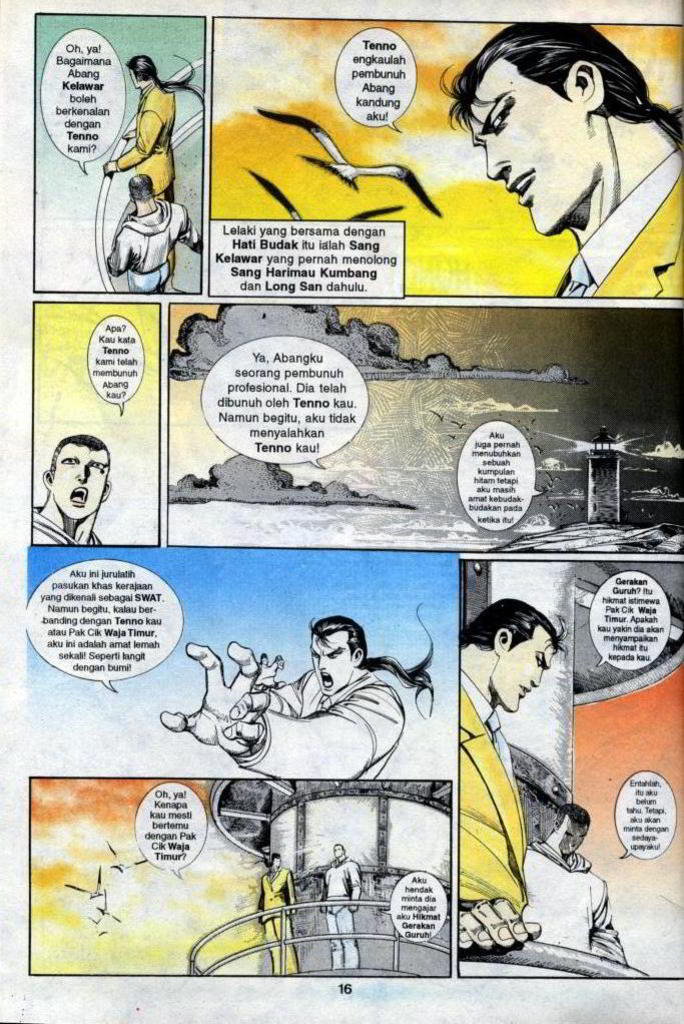 Oh, ya!
Bagaimana
Abang
Kelawar
boleh
berkenalan
dengan
Tenno
kami?
Tenno
engkaulah
pembunuh
Abang
kandung
aku!
Lelaki yang bersama dengan
Hati Budak itu ialah Sang
Kelawar yang pernah menolong
Sang Harimau Kumbang
dan Long San dahulu.
Apa?
Kau kata
Tenno
kami telah
membunuh
Abang
kau?
Ya, Abangku
seorang pembunuh
profesional. Dia telah
dibunuh oleh Tenno kau.
Namun begitu, aku tidak
menyalahkan
Tenno kau!
Aku
juga pernah
menubuhkan
sebuah
kumpulan
hitam tetapi
aku masih
amat kebudak-
budakan pada
ketika itu!
Aku ini jurulatih
pasukan khas kerajaan
yang dikenali sebagai SWAT.
Namun begitu, kalau ber-
banding dengan Tenno kau
atau Pak Cik Waja Timur,
aku ini adalah amat lemah
sekali! Seperti langit
dengan bumi!
Oh, ya!
Kenapa
kau mesti
bertemu
dengan Pak
Cik Waja
Timur?
Aku
hendak
minta dia
mengajar
aku Hikmat
Gerakan
Guruh!
Gerakan
Guruh? Itu
hikmat istimewa
Pak Cik Waja
Timur. Apakah
kau yakin dia akan
menyampaikan
hikmat itu
kepada kau.
Entahlah,
itu aku
belum
tahu. Tetapi,
aku akan
minta dengan
sedaya-
upayaku!
16